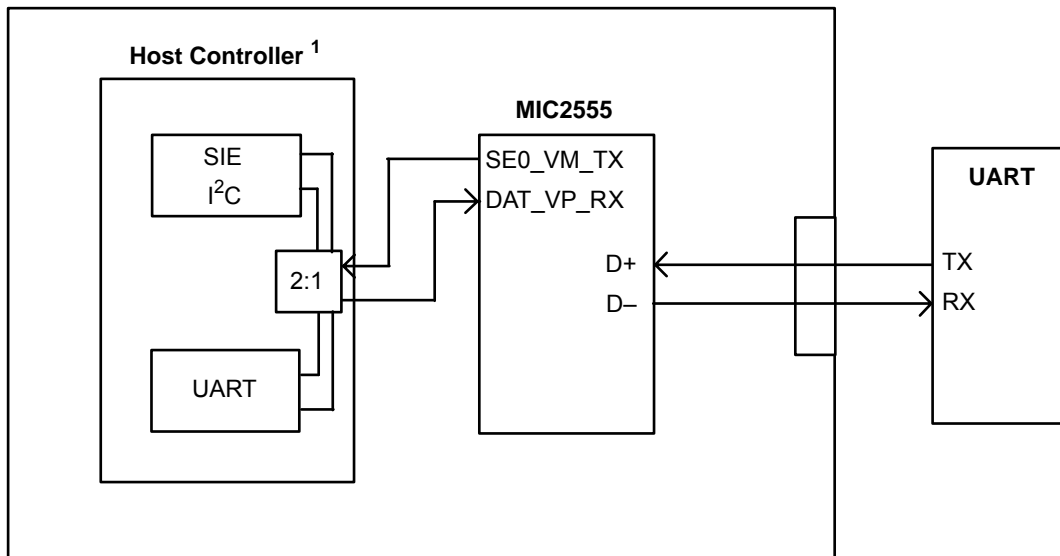 Host Controller 1
SIE
I2C
2:1
UART
MIC2555
SE0_VM_TX
DAT_VP_RX
D+
D–
UART
TX
RX